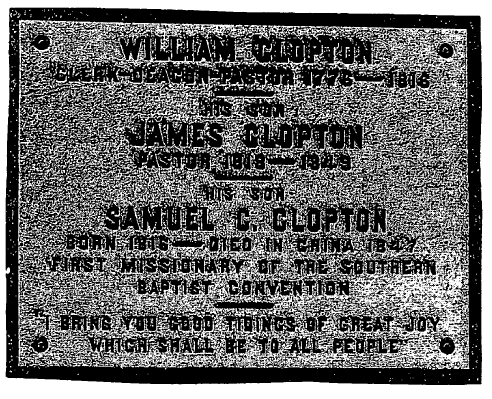 WILLIAM CLOPTON
CLERK-DEACON-PASTOR 1776—1816
HIS SON
JAMES CLOPTON
PASTOR 1816—1849
HIS SON
SAMUEL C. CLOPTON
BORN 1816—DIED IN CHINA 1847
FIRST MISSIONARY OF THE SOUTHERN
BAPTIST CONVENTION
"I BRING YOU GOOD TIDINGS OF GREAT JOY
WHICH SHALL BE TO ALL PEOPLE"